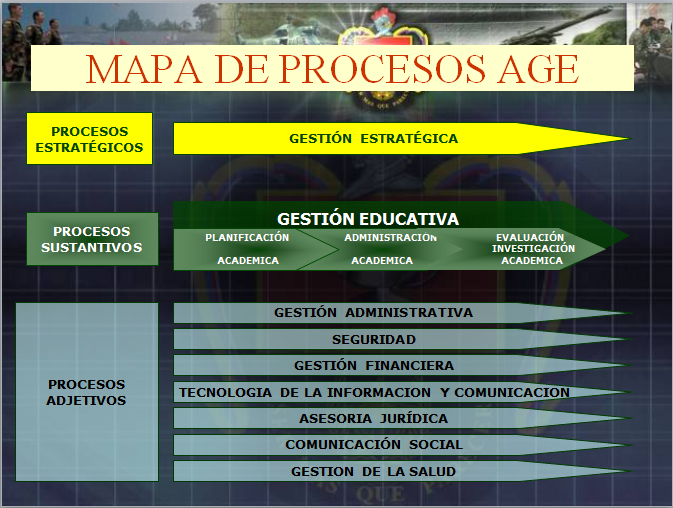 MAPA DE PROCESOS AGE
PROCESOS
ESTRATÉGICOS
GESTIÓN ESTRATÉGICA
PROCESOS
SUSTANTIVOS
GESTIÓN EDUCATIVA
PLANIFICACIÓN
ACADEMICA
ADMINISTRACIÓN
ACADEMICA
EVALUACIÓN
INVESTIGACIÓN
ACADEMICA
PROCESOS
ADJETIVOS
GESTIÓN ADMINISTRATIVA
SEGURIDAD
GESTIÓN FINANCIERA
TECNOLOGIA DE LA INFORMACION Y COMUNICACION
ASESORIA JURÍDICA
COMUNICACIÓN SOCIAL
GESTION DE LA SALUD
QUE